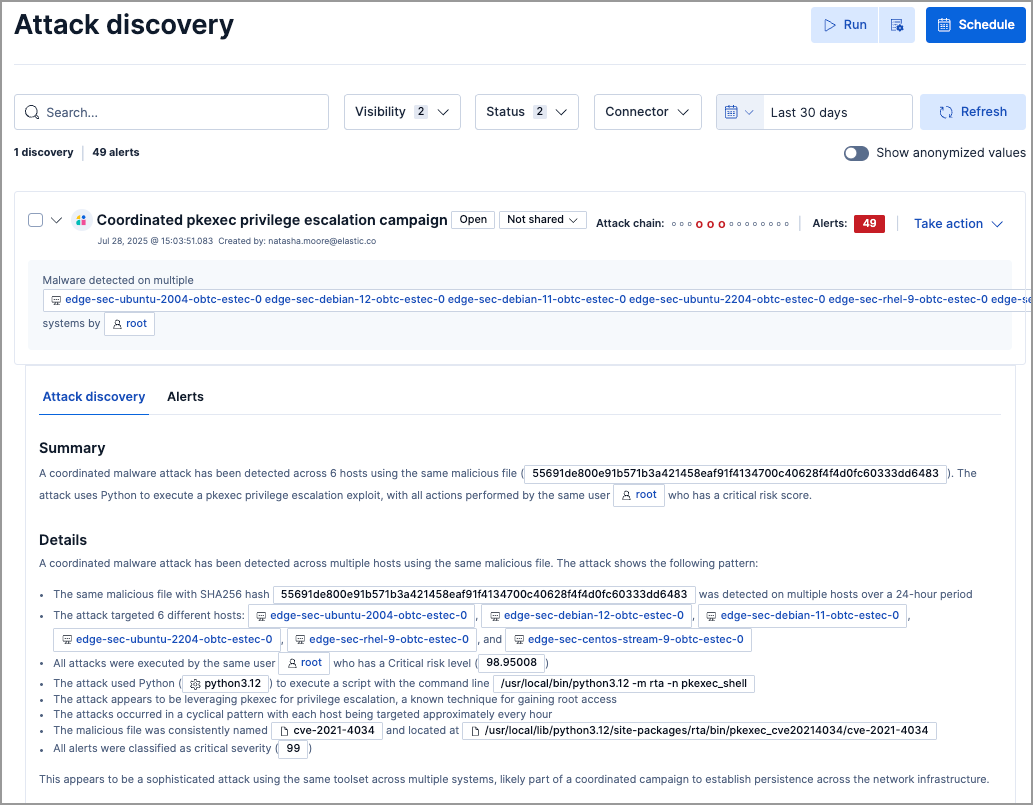 Attack discovery
Run
Schedule
Search...
Visibility 2
Status 2
Connector
Last 30 days
Refresh
1 discovery 49 alerts
Show anonymized values
Coordinated pkexec privilege escalation campaign Open Not shared Attack chain: Alerts: 49 Take action
Jul 28, 2025 @ 15:03:51.083 Created by: natasha.moore@elastic.co
Malware detected on multiple
edge-sec-ubuntu-2004-obtc-estec-0 edge-sec-debian-12-obtc-estec-0 edge-sec-debian-11-obtc-estec-0 edge-sec-ubuntu-2204-obtc-estec-0 edge-sec-rhel-9-obtc-estec-0 edge-se
systems by root
Attack discovery Alerts
Summary
A coordinated malware attack has been detected across 6 hosts using the same malicious file ( 55691de800e91b571b3a421458eaf91f4134700c40628f4f4d0fc60333dd6483 ). The
attack uses Python to execute a pkexec privilege escalation exploit, with all actions performed by the same user root who has a critical risk score.
Details
A coordinated malware attack has been detected across multiple hosts using the same malicious file. The attack shows the following pattern:
• The same malicious file with SHA256 hash 55691de800e91b571b3a421458eaf91f4134700c40628f4f4d0fc60333dd6483 was detected on multiple hosts over a 24-hour period
• The attack targeted 6 different hosts: edge-sec-ubuntu-2004-obtc-estec-0 , edge-sec-debian-12-obtc-estec-0 , edge-sec-debian-11-obtc-estec-0 ,
edge-sec-ubuntu-2204-obtc-estec-0 , edge-sec-rhel-9-obtc-estec-0 , and edge-sec-centos-stream-9-obtc-estec-0
• All attacks were executed by the same user root who has a Critical risk level ( 98.95008 )
• The attack used Python ( python3.12 ) to execute a script with the command line /usr/local/bin/python3.12 -m rta -n pkexec_shell
• The attack appears to be leveraging pkexec for privilege escalation, a known technique for gaining root access
• The attacks occurred in a cyclical pattern with each host being targeted approximately every hour
• The malicious file was consistently named cve-2021-4034 and located at /usr/local/lib/python3.12/site-packages/rta/bin/pkexec_cve20214034/cve-2021-4034
• All alerts were classified as critical severity ( 99 )
This appears to be a sophisticated attack using the same toolset across multiple systems, likely part of a coordinated campaign to establish persistence across the network infrastructure.